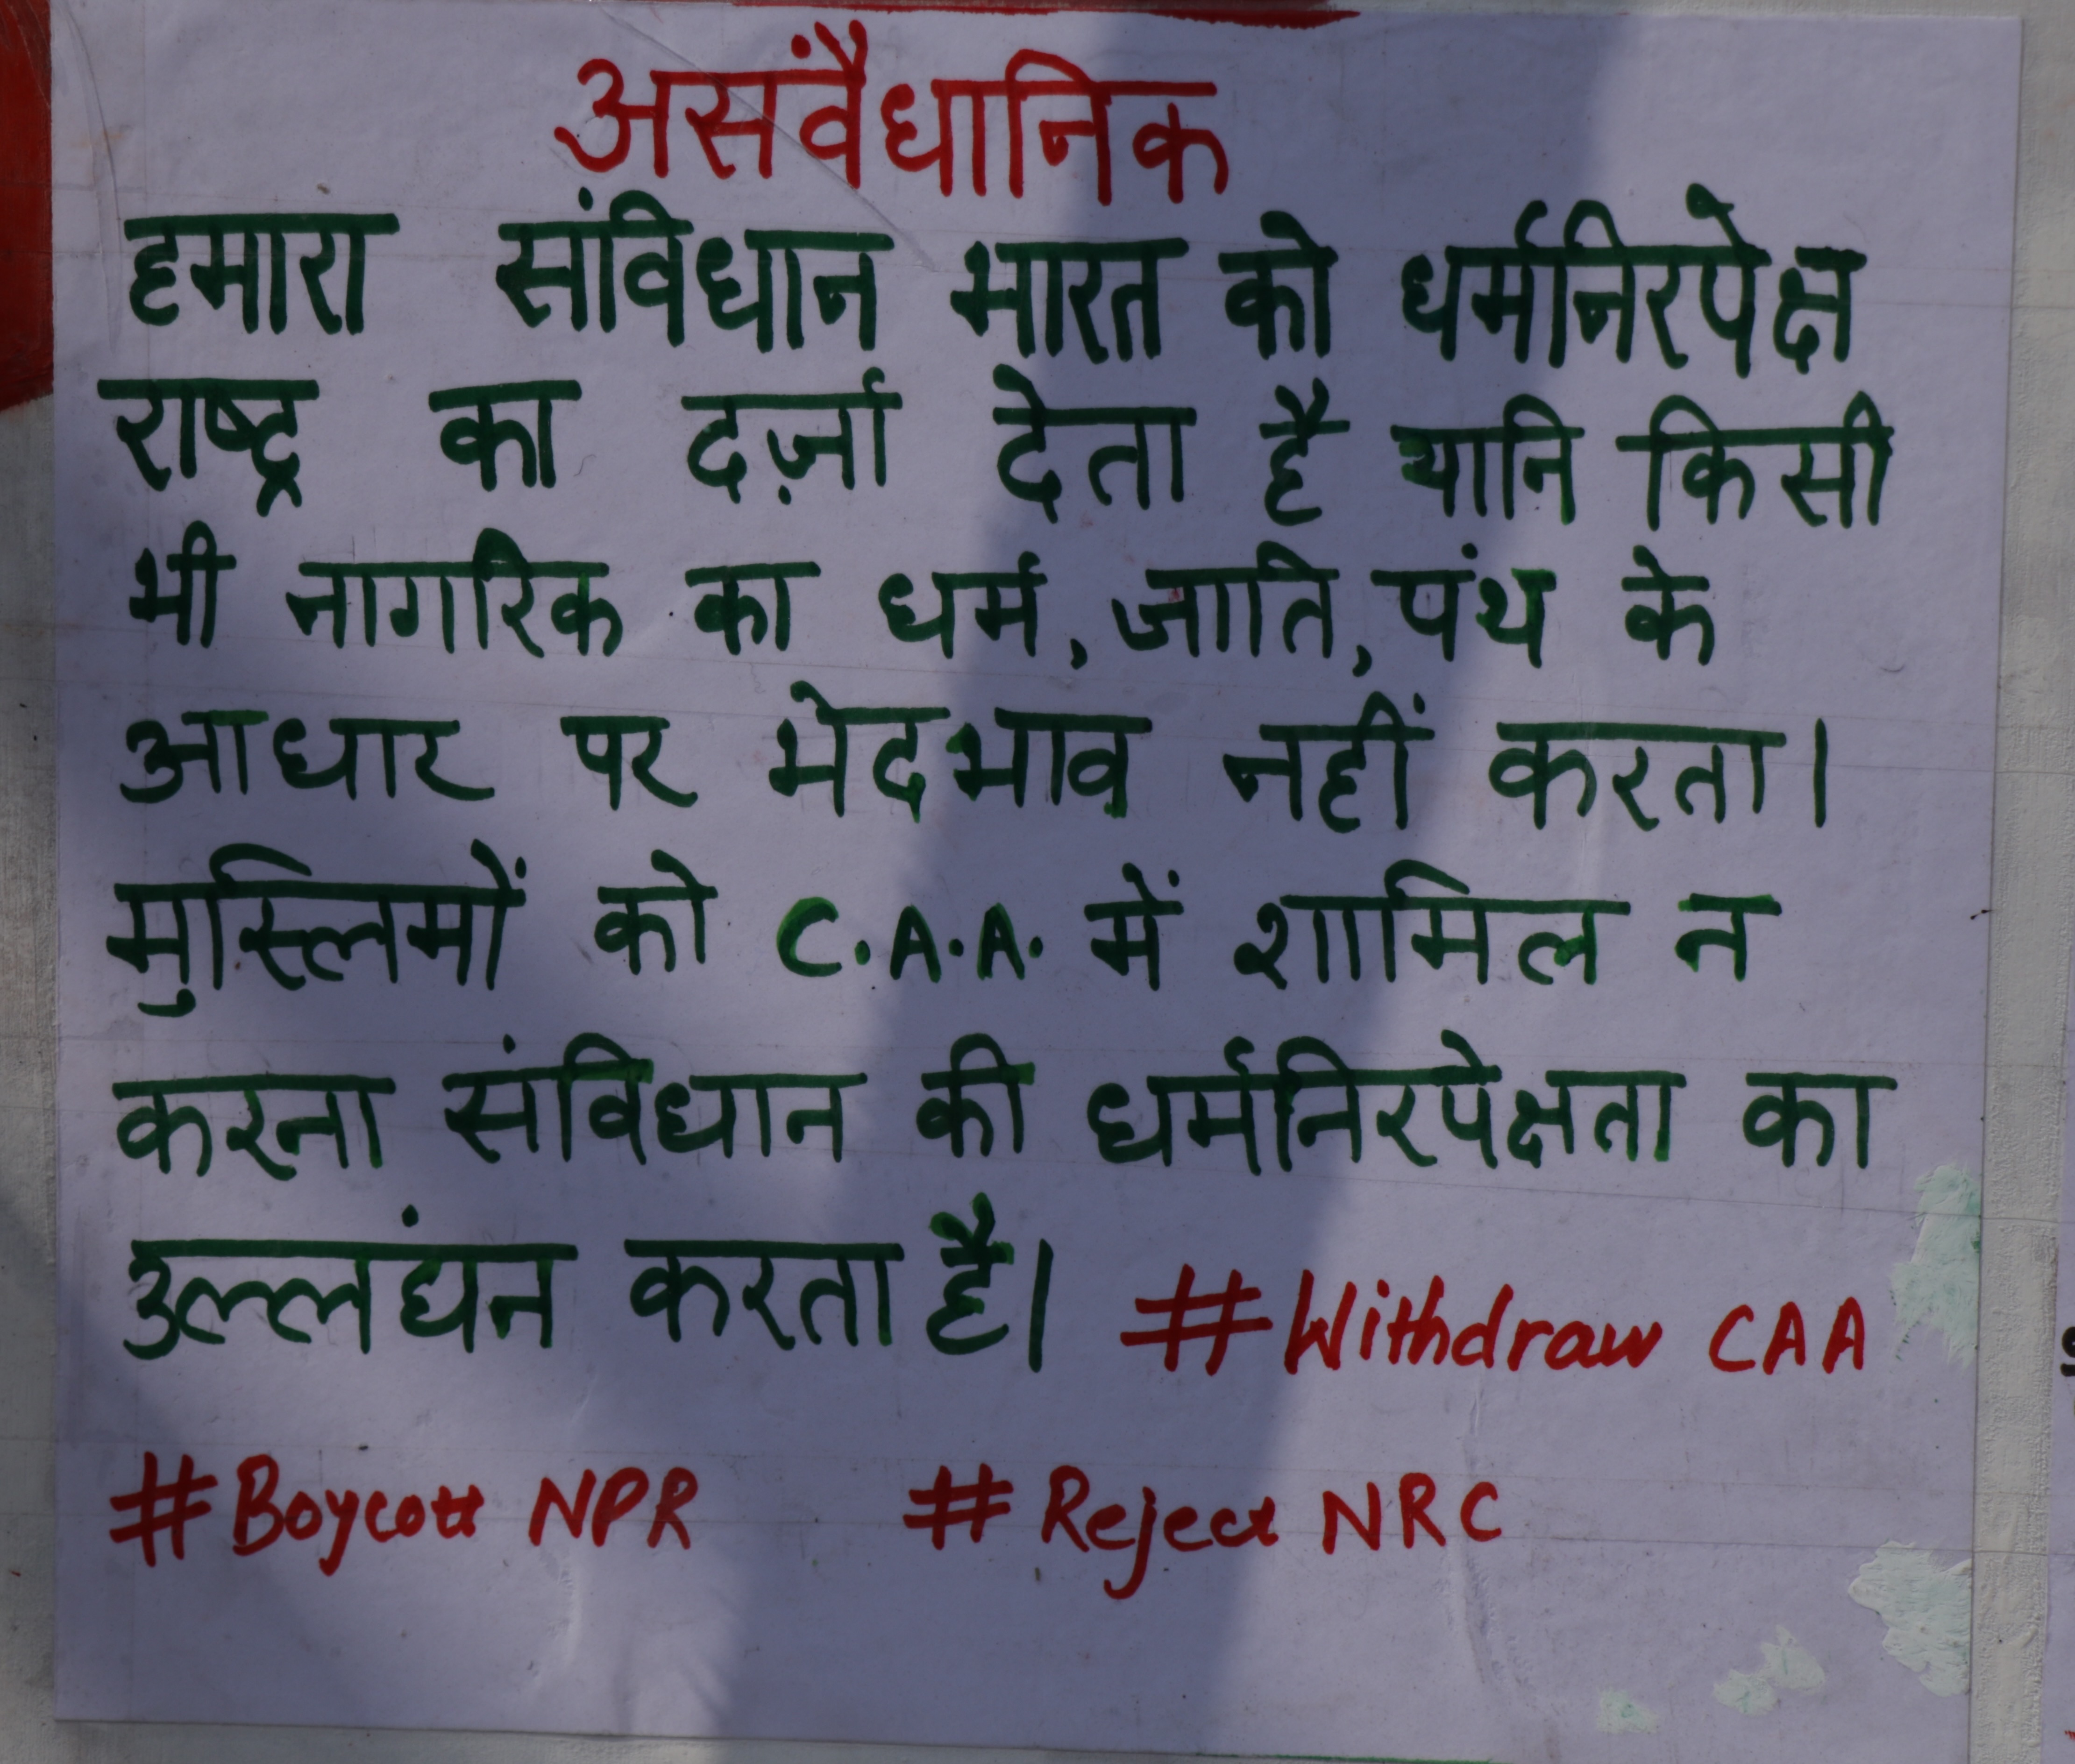 असंवैधानिक
हमारा संविधान भारत को धर्मनिरपेक्ष
राष्ट्र का दर्ज़ा देता है यानि किसी
भी नागरिक का धर्म, जाति, पंथ के
आधार पर भेदभाव नहीं करता।
मुस्लिमों को C.A.A. में शामिल न
करना संविधान की धर्मनिरपेक्षता का
उल्लंघन करता है। #Withdraw CAA
#Boycott NPR # Reject NRC